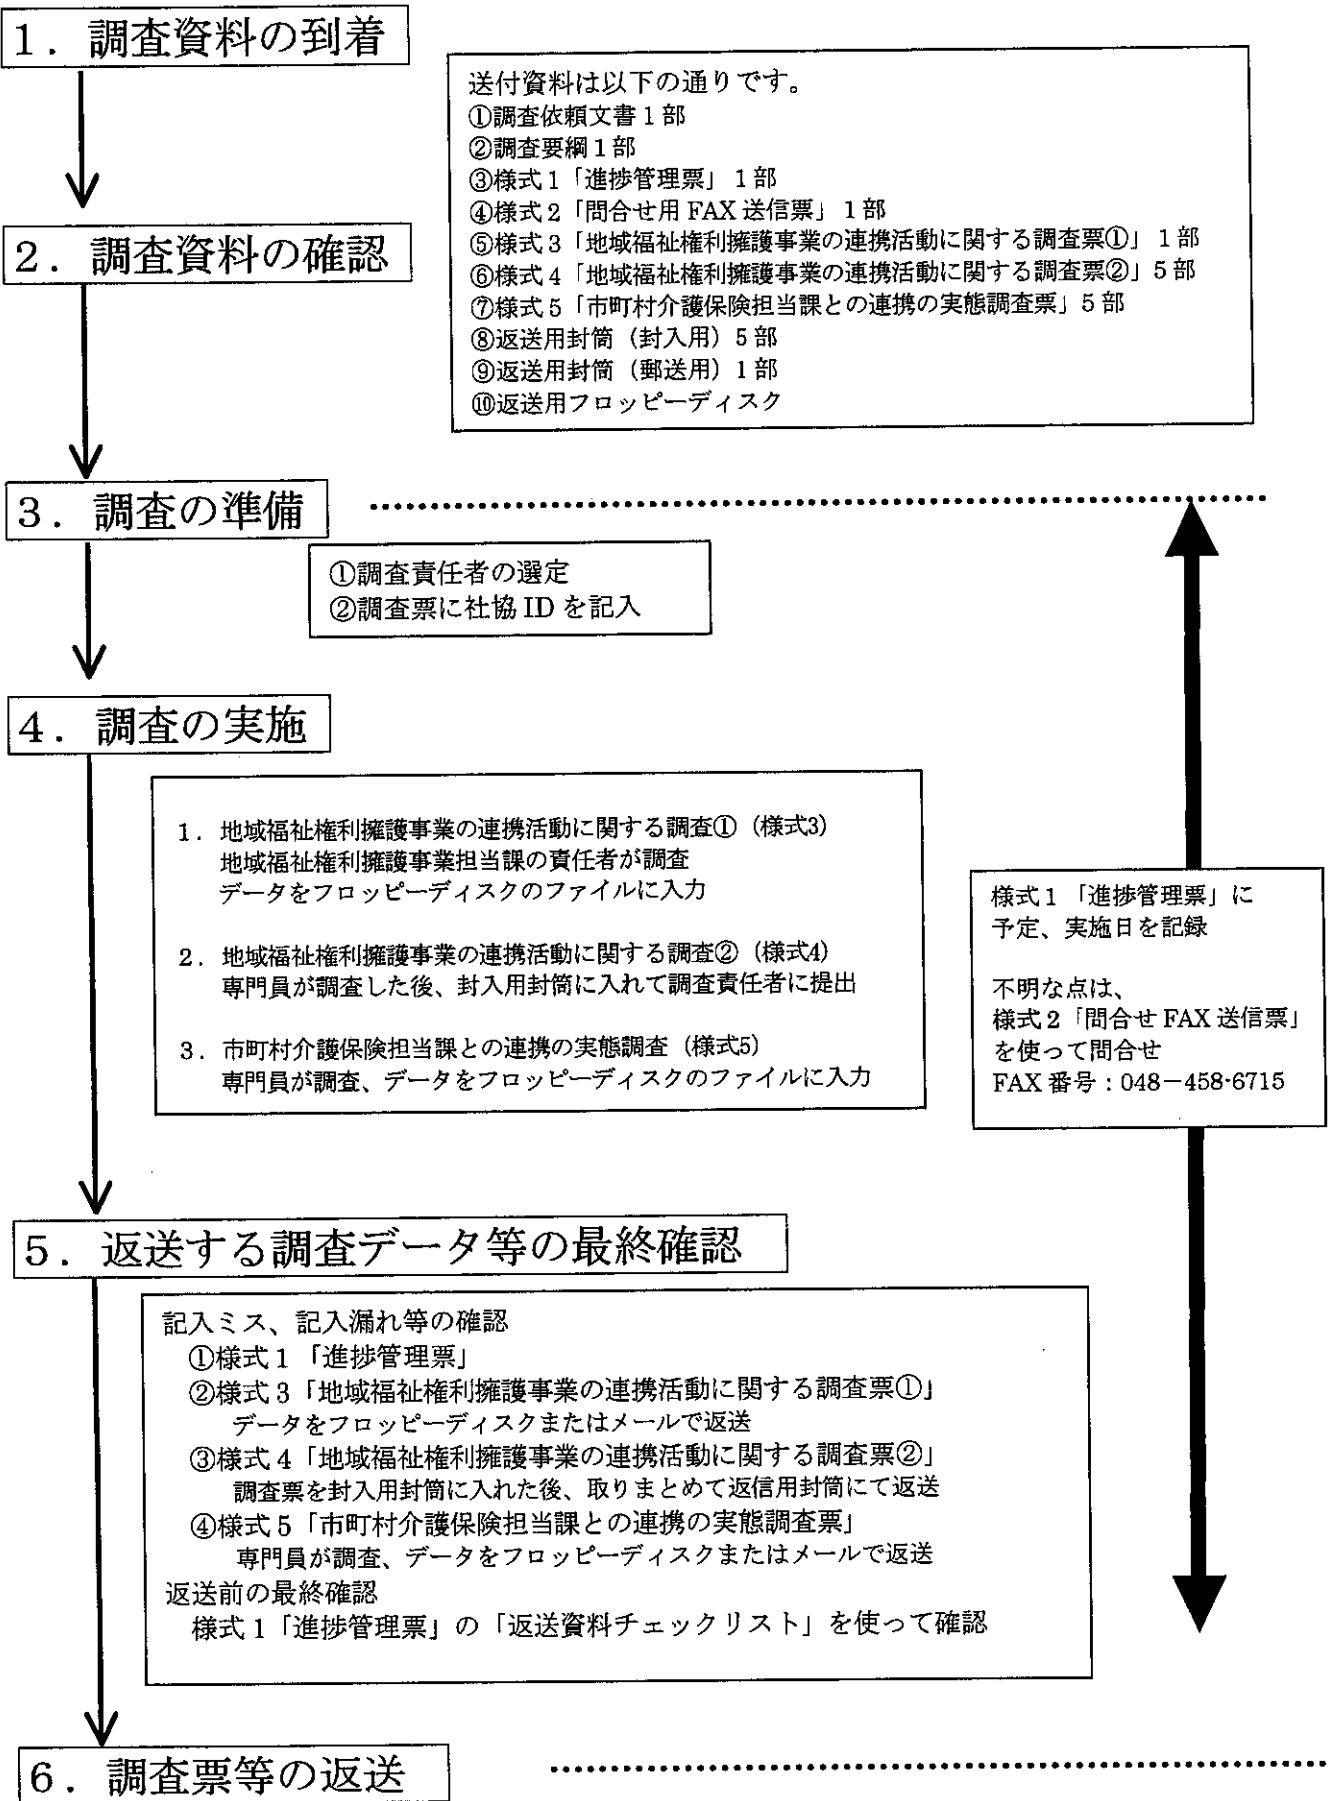 1．調査資料の到着
送付資料は以下の通りです。
①調査依頼文書1部
②調査要綱1部
③様式1「進捗管理票」1部
④様式2「問合せ用FAX送信票」1部
⑤様式3「地域福祉権利擁護事業の連携活動に関する調査票①」1部
⑥様式4「地域福祉権利擁護事業の連携活動に関する調査票②」5部
⑦様式5「市町村介護保険担当課との連携の実態調査票」5部
⑧返送用封筒（封入用）5部
⑨返送用封筒（郵送用）1部
⑩返送用フロッピーディスク
2．調査資料の確認
3．調査の準備
①調査責任者の選定
②調査票に社協IDを記入
4．調査の実施
1．地域福祉権利擁護事業の連携活動に関する調査①（様式3）
地域福祉権利擁護事業担当課の責任者が調査
データをフロッピーディスクのファイルに入力
2．地域福祉権利擁護事業の連携活動に関する調査②（様式4）
専門員が調査した後、封入用封筒に入れて調査責任者に提出
3．市町村介護保険担当課との連携の実態調査（様式5）
専門員が調査、データをフロッピーディスクのファイルに入力
様式1「進捗管理票」に
予定、実施日を記録
不明な点は、
様式2「問合せFAX送信票」
を使って問合せ
FAX番号：048－458-6715
5．返送する調査データ等の最終確認
記入ミス、記入漏れ等の確認
①様式1「進捗管理票」
②様式3「地域福祉権利擁護事業の連携活動に関する調査票①」
データをフロッピーディスクまたはメールで返送
③様式4「地域福祉権利擁護事業の連携活動に関する調査票②」
調査票を封入用封筒に入れた後、取りまとめて返信用封筒にて返送
④様式5「市町村介護保険担当課との連携の実態調査票」
専門員が調査、データをフロッピーディスクまたはメールで返送
返送前の最終確認
様式1「進捗管理票」の「返送資料チェックリスト」を使って確認
6．調査票等の返送